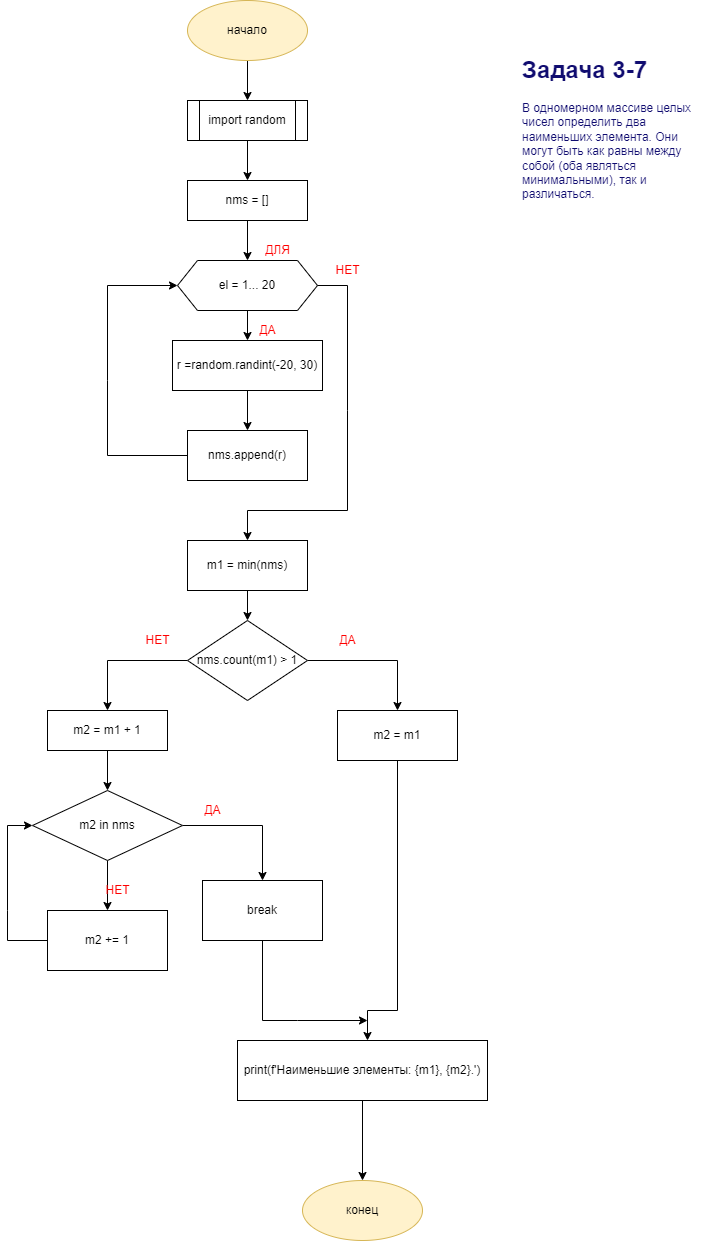 начало
Задача 3-7
В одномерном массиве целых
чисел определить два
наименьших элемента. Они
могут быть как равны между
собой (оба являться
минимальными), так и
различаться.
import random
nms = []
ДЛЯ
НЕТ
el = 1... 20
ДА
r =random.randint(-20, 30)
nms.append(r)
m1 = min(nms)
НЕТ
ДА
nms.count(m1) > 1
m2 = m1 + 1
m2 = m1
ДА
m2 in nms
НЕТ
break
m2 += 1
print(f'Наименьшие элементы: {m1}, {m2}.')
конец